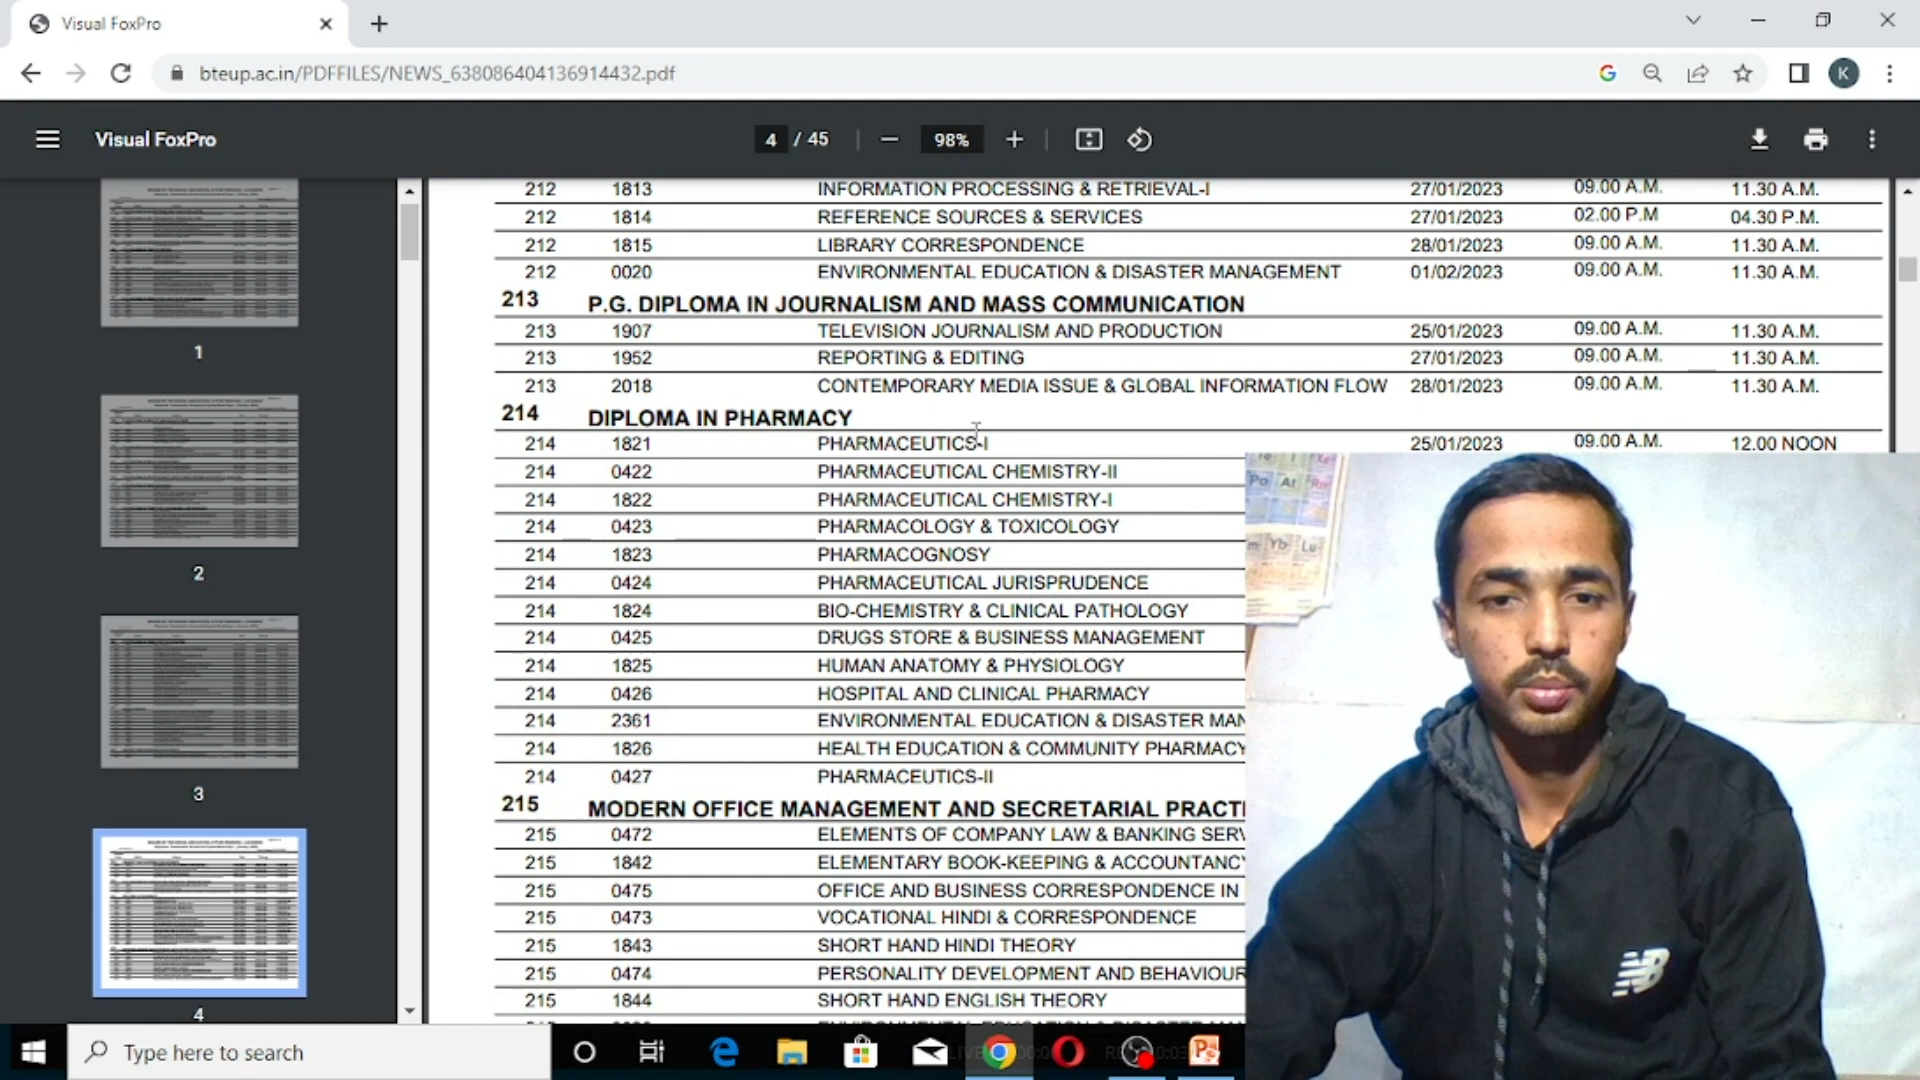 Visual FoxPro
bteup.ac.in/PDFFILES/NEWS_638086404136914432.pdf
K
Visual FoxPro
4 / 45
98%
212 1813 INFORMATION PROCESSING & RETRIEVAL-I 27/01/2023 09.00 A.M. 11.30 A.M.
212 1814 REFERENCE SOURCES & SERVICES 27/01/2023 02.00 P.M 04.30 P.M.
212 1815 LIBRARY CORRESPONDENCE 28/01/2023 09.00 A.M. 11.30 A.M.
212 0020 ENVIRONMENTAL EDUCATION & DISASTER MANAGEMENT 01/02/2023 09.00 A.M. 11.30 A.M.
213 P.G. DIPLOMA IN JOURNALISM AND MASS COMMUNICATION
213 1907 TELEVISION JOURNALISM AND PRODUCTION 25/01/2023 09.00 A.M. 11.30 A.M.
213 1952 REPORTING & EDITING 27/01/2023 09.00 A.M. 11.30 A.M.
213 2018 CONTEMPORARY MEDIA ISSUE & GLOBAL INFORMATION FLOW 28/01/2023 09.00 A.M. 11.30 A.M.
214 DIPLOMA IN PHARMACY
214 1821 PHARMACEUTICS-I 25/01/2023 09.00 A.M. 12.00 NOON
214 0422 PHARMACEUTICAL CHEMISTRY-II
214 1822 PHARMACEUTICAL CHEMISTRY-I
214 0423 PHARMACOLOGY & TOXICOLOGY
214 1823 PHARMACOGNOSY
214 0424 PHARMACEUTICAL JURISPRUDENCE
214 1824 BIO-CHEMISTRY & CLINICAL PATHOLOGY
214 0425 DRUGS STORE & BUSINESS MANAGEMENT
214 1825 HUMAN ANATOMY & PHYSIOLOGY
214 0426 HOSPITAL AND CLINICAL PHARMACY
214 2361 ENVIRONMENTAL EDUCATION & DISASTER MAN
214 1826 HEALTH EDUCATION & COMMUNITY PHARMACY
214 0427 PHARMACEUTICS-II
215 MODERN OFFICE MANAGEMENT AND SECRETARIAL PRACTI
215 0472 ELEMENTS OF COMPANY LAW & BANKING SERV
215 1842 ELEMENTARY BOOK-KEEPING & ACCOUNTANCY
215 0475 OFFICE AND BUSINESS CORRESPONDENCE IN
215 0473 VOCATIONAL HINDI & CORRESPONDENCE
215 1843 SHORT HAND HINDI THEORY
215 0474 PERSONALITY DEVELOPMENT AND BEHAVIOUR
215 1844 SHORT HAND ENGLISH THEORY
1
2
3
4
Po At Rn
Yb Lu
NB
Type here to search